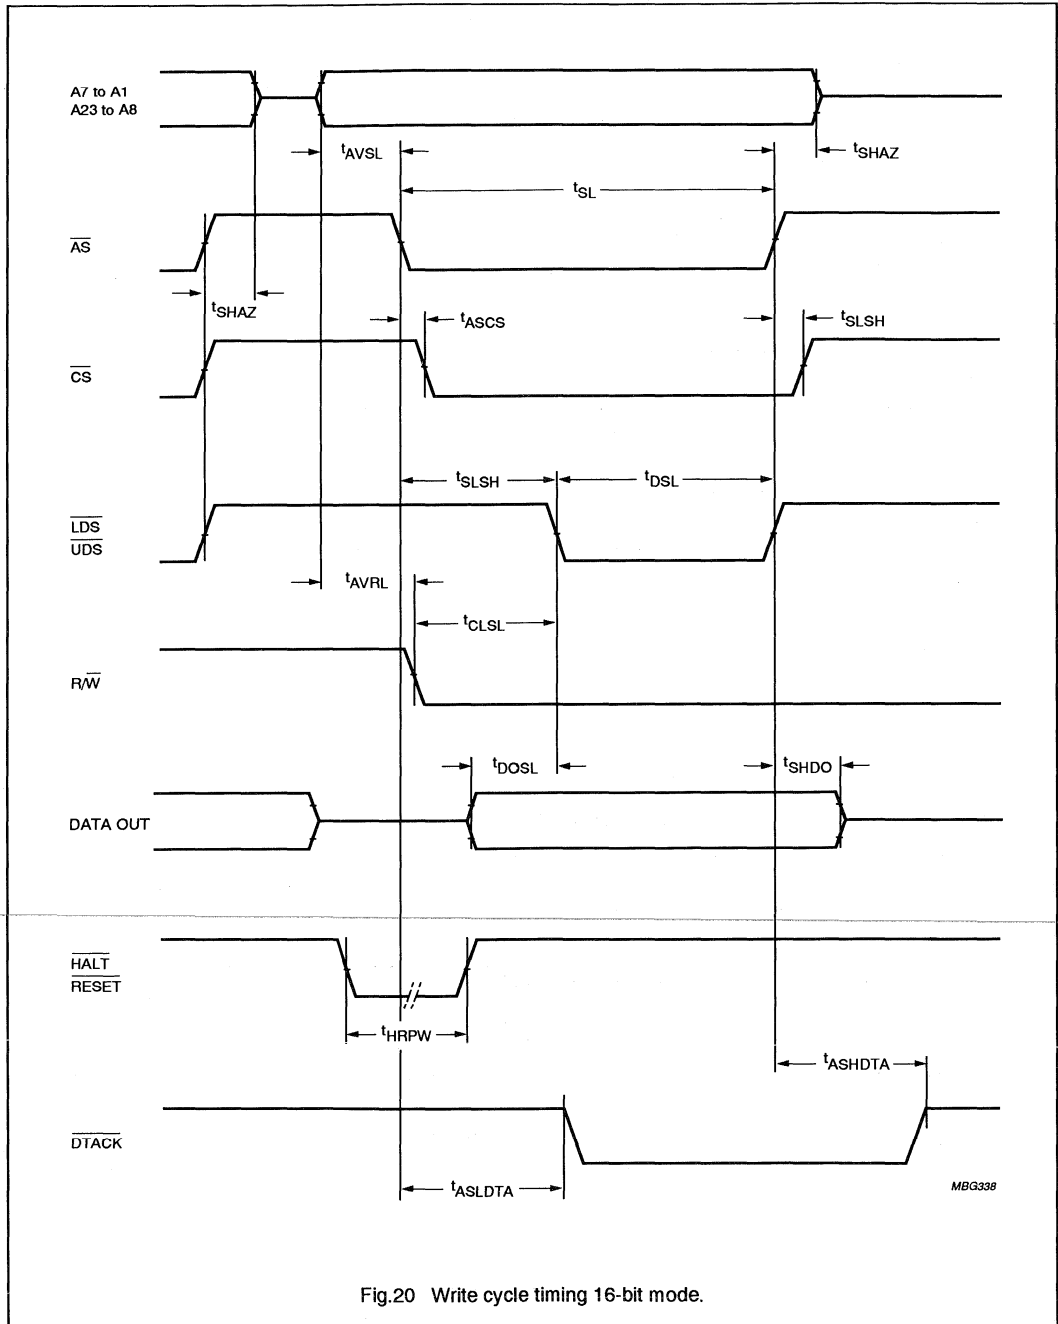 A7 to A1
A23 to A8
tAVSL
tSHAZ
tSL
AS
tSHAZ
tASCS
tSLSH
CS
tSLSH
tDSL
LDS
UDS
tAVRL
tCLSL
R/W
tDOSL
tSHDO
DATA OUT
HALT
RESET
tHRPW
tASHDTA
DTACK
tASLDTA
MBG338
Fig.20 Write cycle timing 16-bit mode.